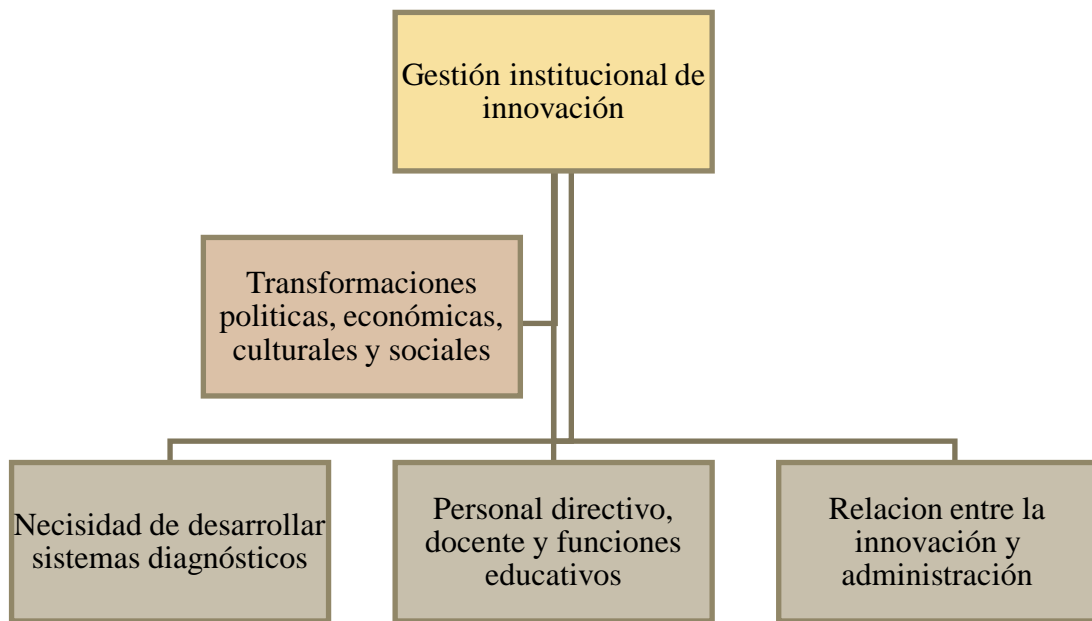 Gestión institucional de
innovación
Transformaciones
politicas, económicas,
culturales y sociales
Necisidad de desarrollar
sistemas diagnósticos
Personal directivo,
docente y funciones
educativos
Relacion entre la
innovación y
administración